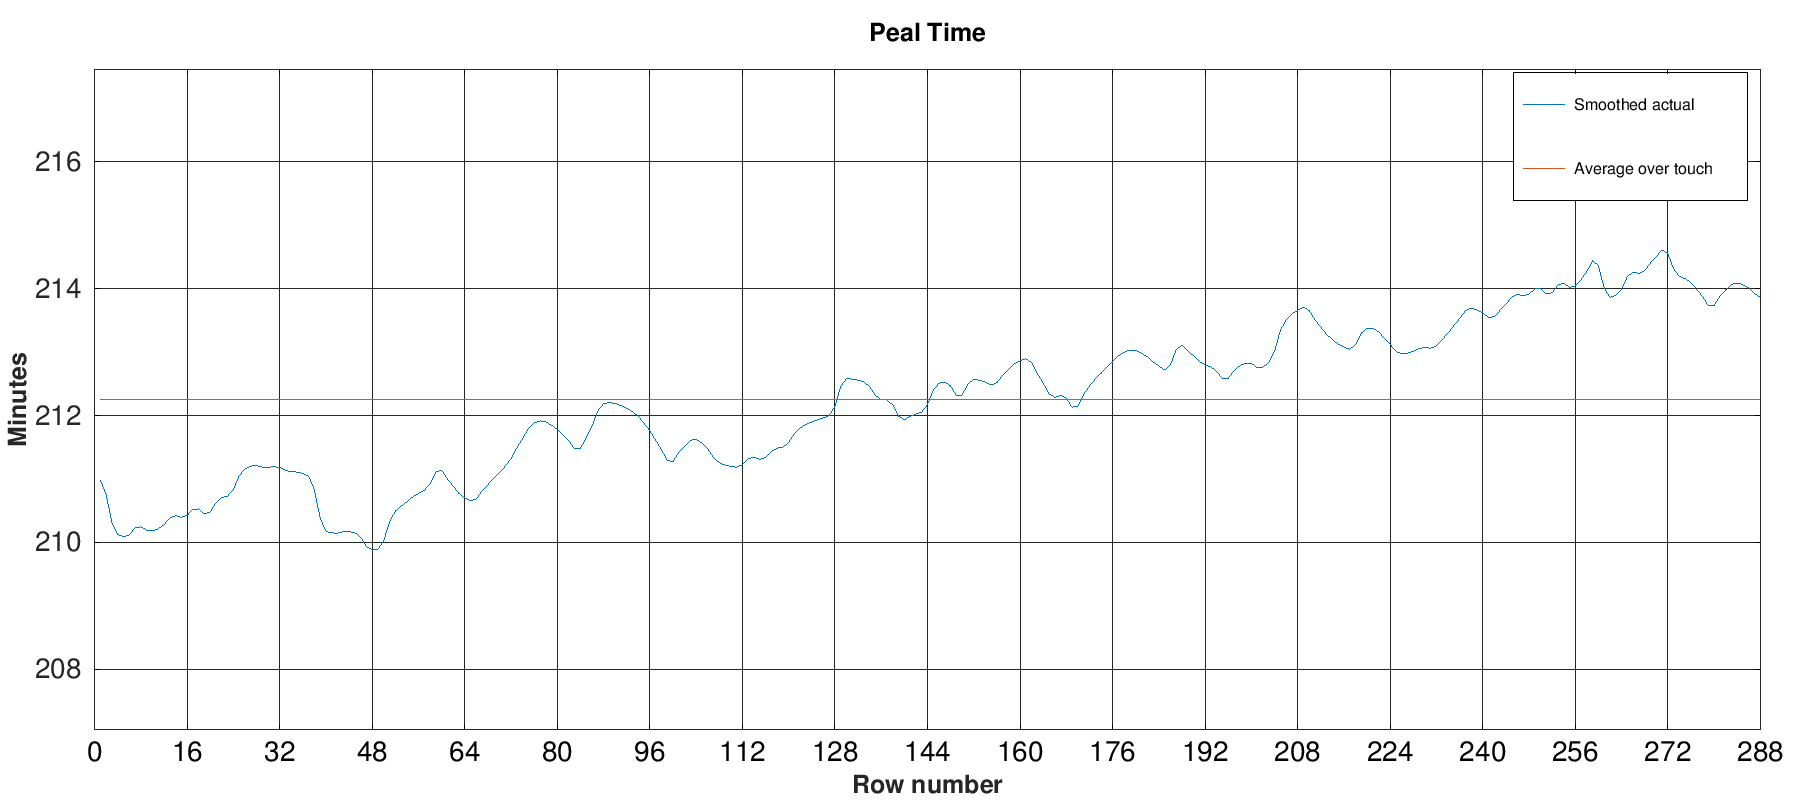 Peal Time
Smoothed actual
Average over touch
216
214
212
210
208
Minutes
0 16 32 48 64 80 96 112 128 144 160 176 192 208 224 240 256 272 288
Row number